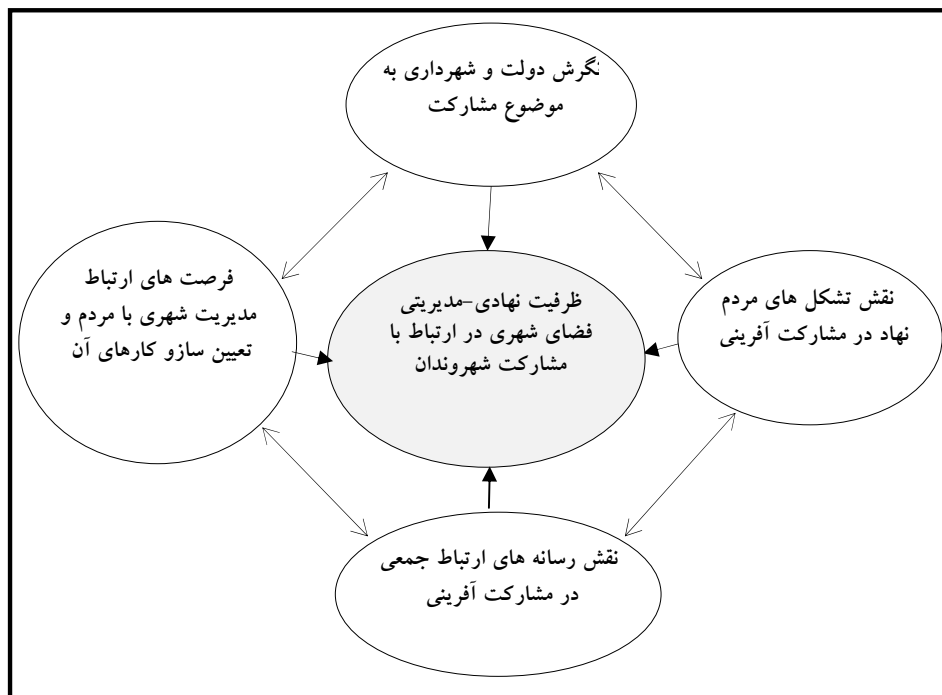 نگرش دولت و شهرداری به
موضوع مشارکت
فرصت های ارتباط
مدیریت شهری با مردم و
تعیین سازو کارهای آن
ظرفیت نهادی-مدیریتی
فضای شهری در ارتباط با
مشارکت شهروندان
نقش تشکل های مردم
نهاد در مشارکت آفرینی
نقش رسانه های ارتباط جمعی
در مشارکت آفرینی